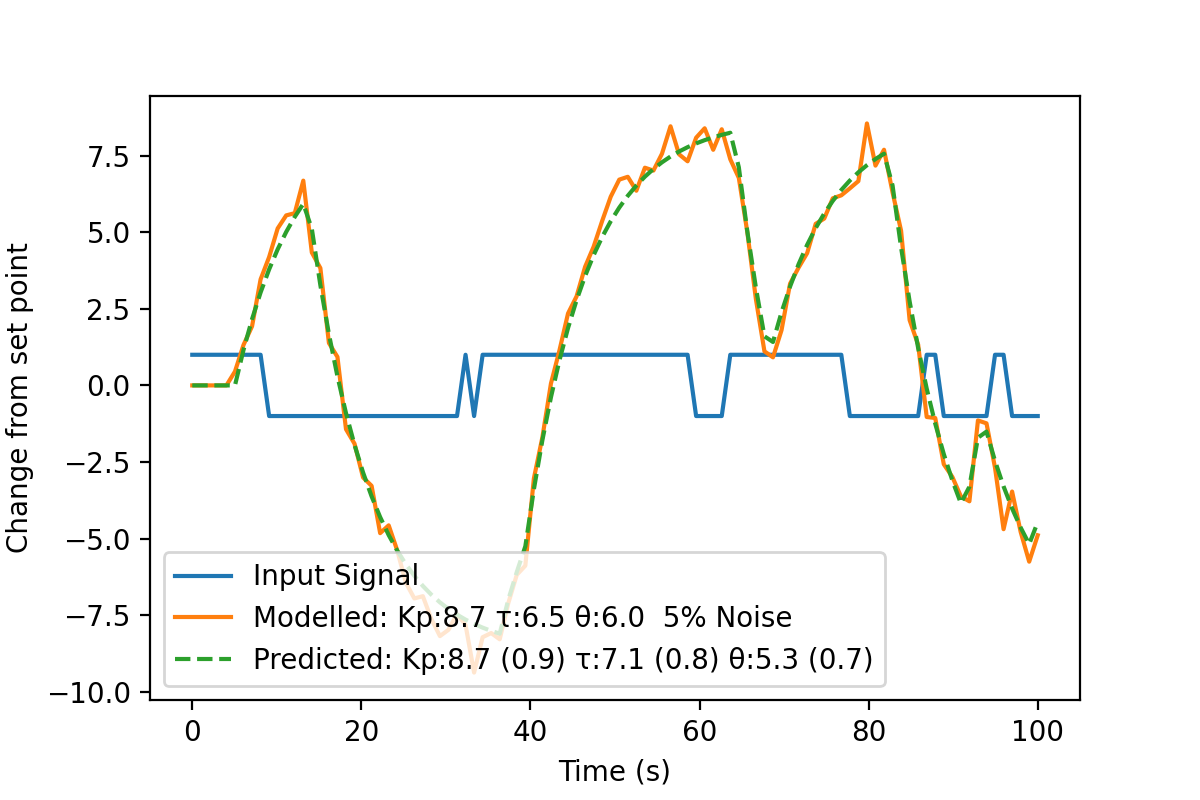 7.5
5.0
2.5
0.0
−2.5
−5.0
−7.5
−10.0
Change from set point
Input Signal
Modelled: Kp:8.7 τ:6.5 θ:6.0  5% Noise
Predicted: Kp:8.7 (0.9) τ:7.1 (0.8) θ:5.3 (0.7)
0 20 40 60 80 100
Time (s)